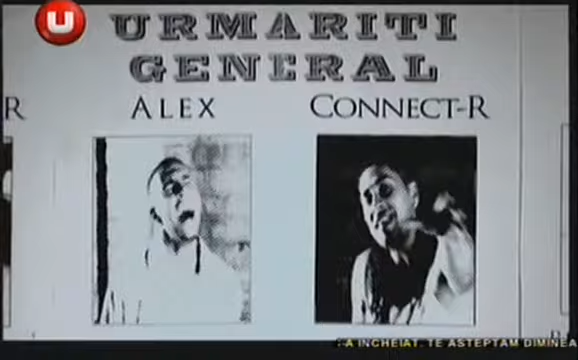 U
URMARITI
GENERAL
R ALEX CONNECT-R
-A INCHEIAT. TE ASTEPTAM DIMINEA